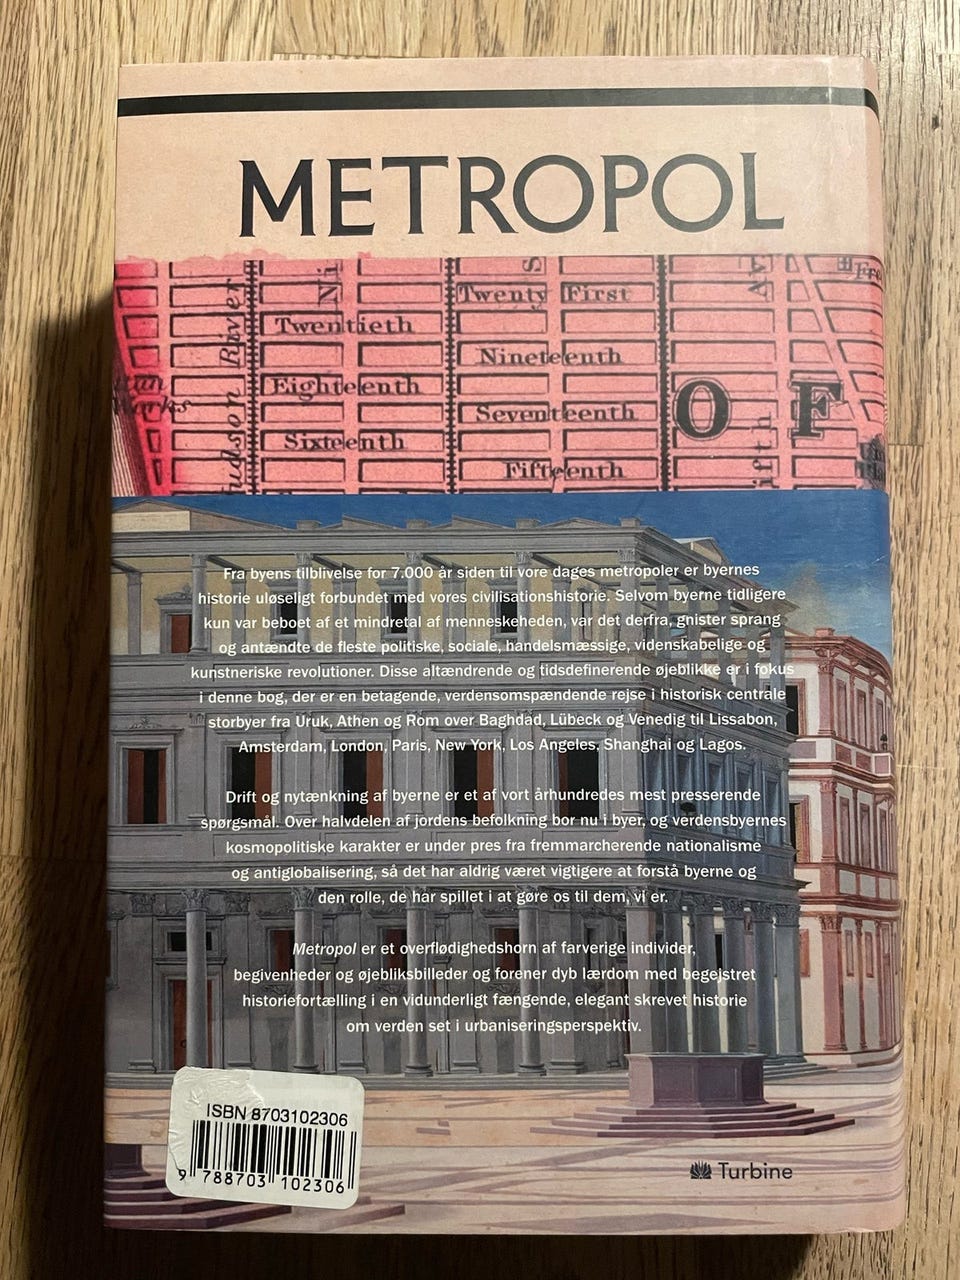 METROPOL
Hudson River
Ni
S
Av
Fre
Twenty First
Twentieth
Nineteenth
Eighteenth
Seventeenth
Sixteenth
Fifteenth
Works
O F
ifth
Fra byens tilblivelse for 7.000 år siden til vore dages metropoler er byernes
historie uløseligt forbundet med vores civilisationshistorie. Selvom byerne tidligere
kun var beboet af et mindretal af menneskeheden, var det derfra, gnister sprang
og antændte de fleste politiske, sociale, handelsmæssige, videnskabelige og
kunstneriske revolutioner. Disse altændrende og tidsdefinerende øjeblikke er i fokus
i denne bog, der er en betagende, verdensomspændende rejse i historisk centrale
storbyer fra Uruk, Athen og Rom over Baghdad, Lübeck og Venedig til Lissabon,
Amsterdam, London, Paris, New York, Los Angeles, Shanghai og Lagos.
Drift og nytænkning af byerne er et af vort århundredes mest presserende
spørgsmål. Over halvdelen af jordens befolkning bor nu i byer, og verdensbyernes
kosmopolitiske karakter er under pres fra fremmarcherende nationalisme
og antiglobalisering, så det har aldrig været vigtigere at forstå byerne og
den rolle, de har spillet i at gøre os til dem, vi er.
Metropol er et overflødighedshorn af farverige individer,
begivenheder og øjebliksbilleder og forener dyb lærdom med begejstret
historiefortælling i en vidunderligt fængende, elegant skrevet historie
om verden set i urbaniseringsperspektiv.
ISBN 8703102306
9 788703 102306
Turbine